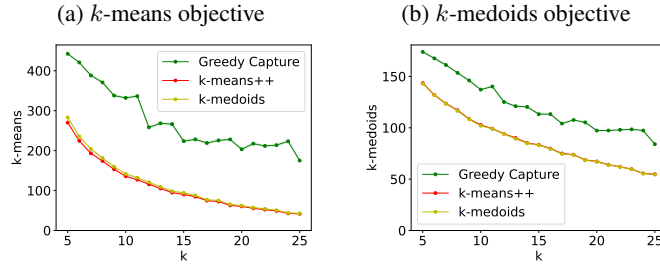 (a) k-means objective
400
300
200
100
0
5
10
15
20
25
k-means
k
Greedy Capture
k-means++
k-medoids
(b) k-medoids objective
150
100
50
0
5
10
15
20
25
k-medoids
k
Greedy Capture
k-means++
k-medoids